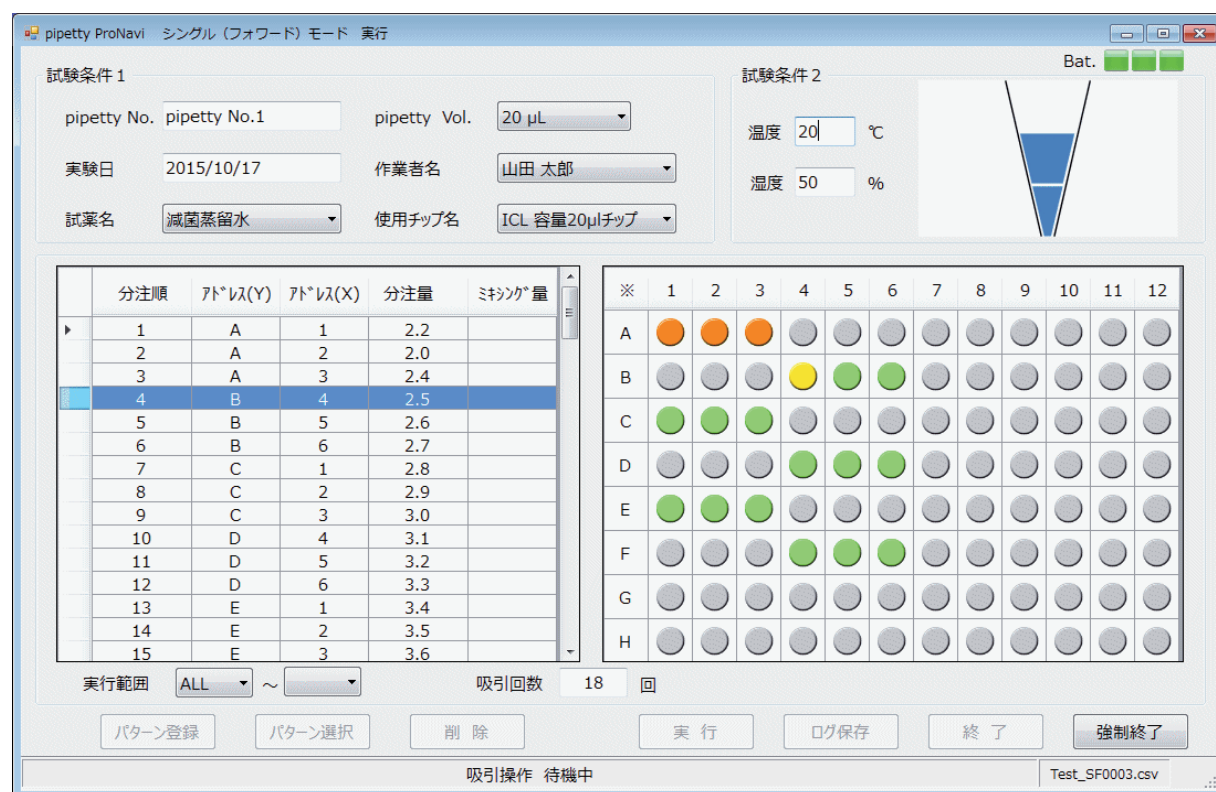 pipetty ProNavi シングル（フォワード）モード 実行
Bat.
試験条件1
pipetty No. pipetty No.1 pipetty Vol. 20 µL
実験日 2015/10/17 作業者名 山田 太郎
試薬名 滅菌蒸留水 使用チップ名 ICL 容量20µlチップ
試験条件2
温度 20 ℃
湿度 50 %
分注順 ｱﾄﾞﾚｽ(Y) ｱﾄﾞﾚｽ(X) 分注量 ﾐｷｼﾝｸﾞ量
1 A 1 2.2
2 A 2 2.0
3 A 3 2.4
4 B 4 2.5
5 B 5 2.6
6 B 6 2.7
7 C 1 2.8
8 C 2 2.9
9 C 3 3.0
10 D 4 3.1
11 D 5 3.2
12 D 6 3.3
13 E 1 3.4
14 E 2 3.5
15 E 3 3.6
※ 1 2 3 4 5 6 7 8 9 10 11 12
A
B
C
D
E
F
G
H
実行範囲 ALL ～ 吸引回数 18 回
パターン登録 パターン選択 削 除 実 行 ログ保存 終 了 強制終了
吸引操作 待機中 Test_SF0003.csv